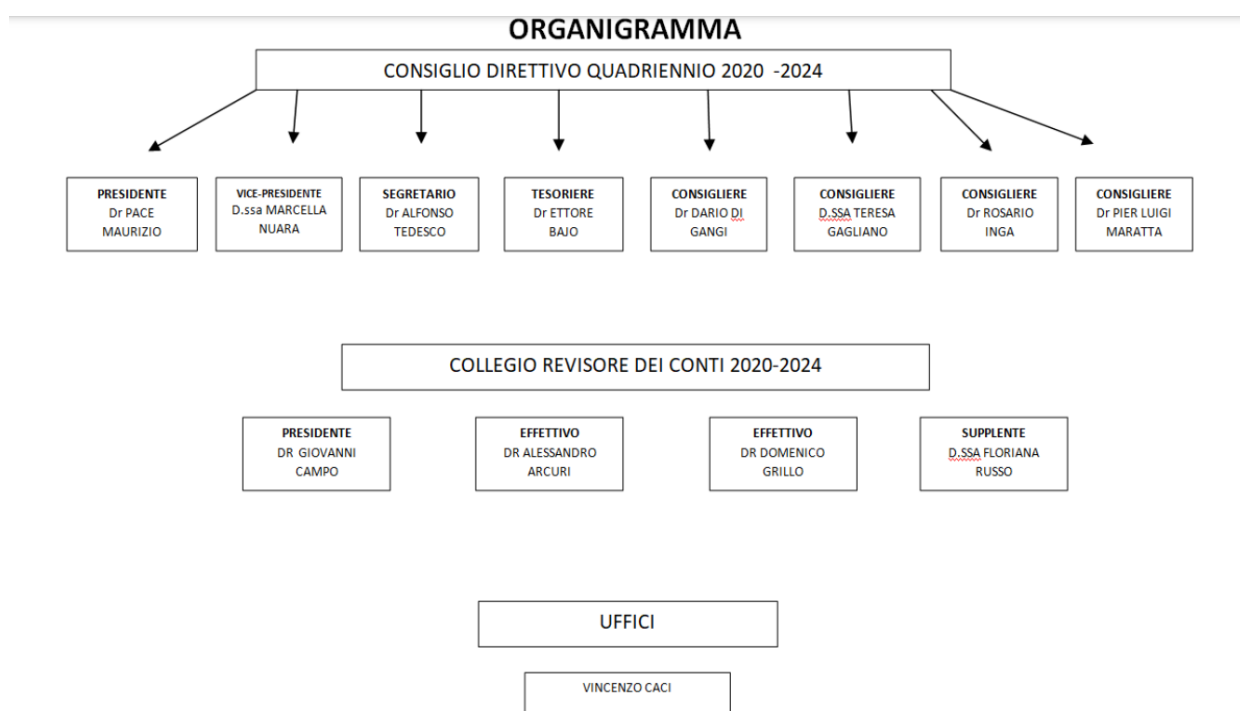 ORGANIGRAMMA
CONSIGLIO DIRETTIVO QUADRIENNIO 2020 -2024
PRESIDENTE
Dr PACE
MAURIZIO
VICE-PRESIDENTE
D.ssa MARCELLA
NUARA
SEGRETARIO
Dr ALFONSO
TEDESCO
TESORIERE
Dr ETTORE
BAJO
CONSIGLIERE
Dr DARIO DI
GANGI
CONSIGLIERE
D.SSA TERESA
GAGLIANO
CONSIGLIERE
Dr ROSARIO
INGA
CONSIGLIERE
Dr PIER LUIGI
MARATTA
COLLEGIO REVISORE DEI CONTI 2020-2024
PRESIDENTE
DR GIOVANNI
CAMPO
EFFETTIVO
DR ALESSANDRO
ARCURI
EFFETTIVO
DR DOMENICO
GRILLO
SUPPLENTE
D.SSA FLORIANA
RUSSO
UFFICI
VINCENZO CACI